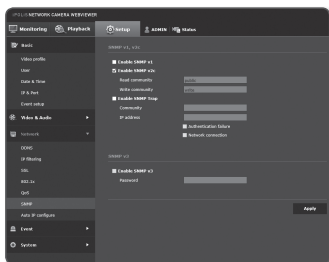 IPOLIS NETWORK CAMERA WEBVIEWER
Monitoring
Playback
Setup
ADMIN
Status
Basic
Video profile
User
Date & Time
IP & Port
Event setup
Video & Audio
Network
DDNS
IP filtering
SSL
802.1x
QoS
SNMP
Auto IP configure
Event
System
SNMP v1, v2c
Enable SNMP v1
Enable SNMP v2c
Read community
public
Write community
write
Enable SNMP Trap
Community
IP address
Authentication failure
Network connection
SNMP v3
Enable SNMP v3
Password
Apply